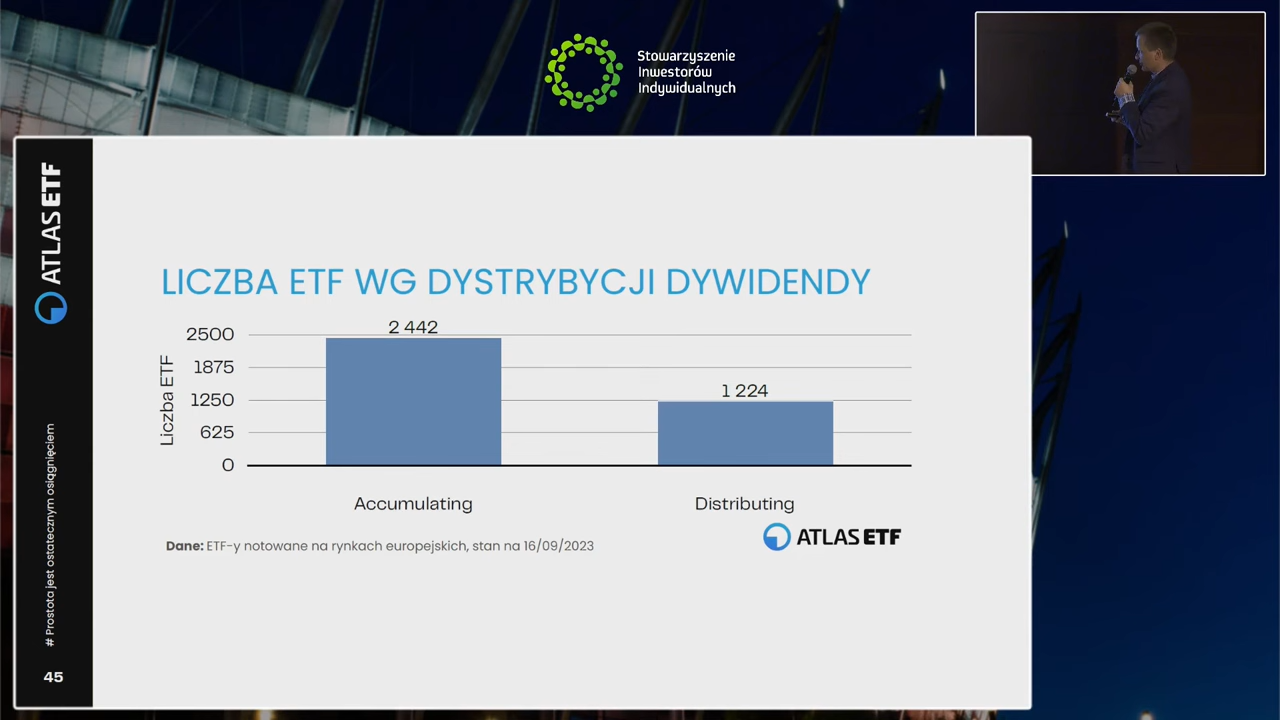 Stowarzyszenie
Inwestorów
Indywidualnych
ATLAS ETF
# Prostota jest ostatecznym osiągnięciem
45
LICZBA ETF WG DYSTRYBYCJI DYWIDENDY
Liczba ETF
2500
1875
1250
625
0
2 442
1 224
Accumulating
Distributing
Dane: ETF-y notowane na rynkach europejskich, stan na 16/09/2023
ATLAS ETF